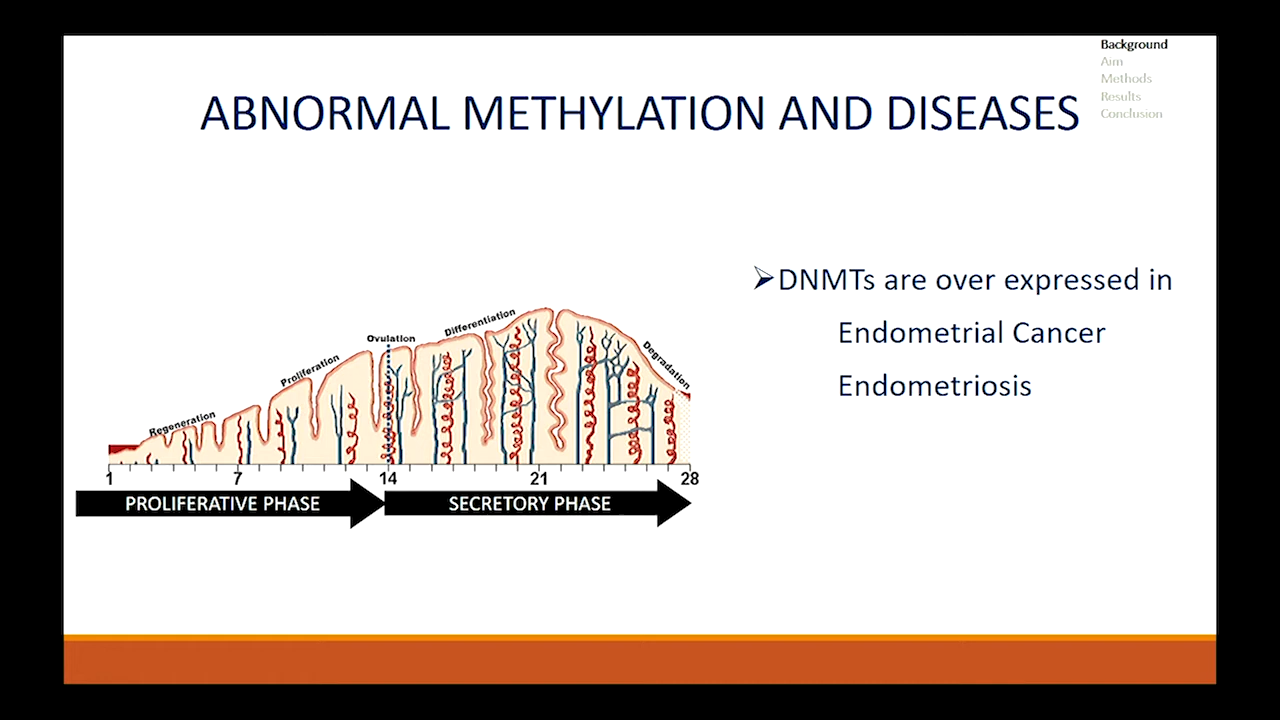 Background
Aim
Methods
Results
Conclusion
ABNORMAL METHYLATION AND DISEASES
➢DNMTs are over expressed in
Endometrial Cancer
Endometriosis
Regeneration
Proliferation
Ovulation
Differentiation
Degradation
1 7 14 21 28
PROLIFERATIVE PHASE SECRETORY PHASE